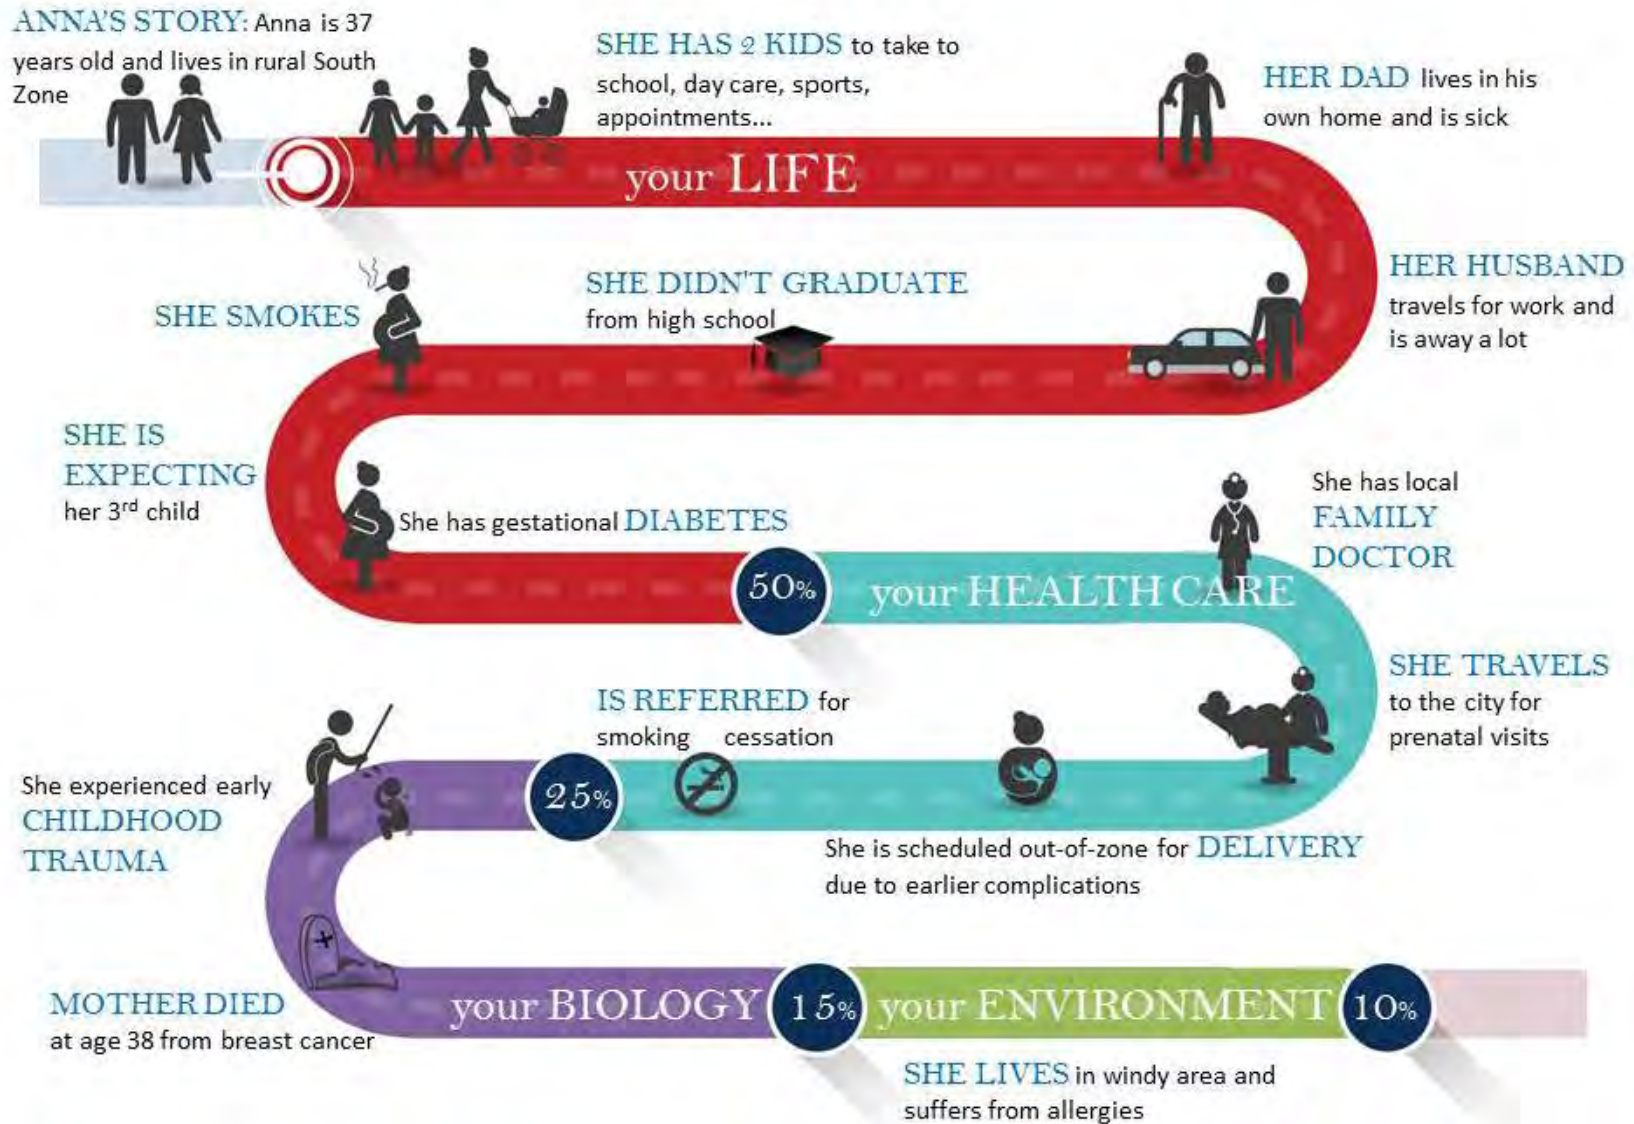 ANNA'S STORY: Anna is 37
years old and lives in rural South
Zone
SHE HAS 2 KIDS to take to
school, day care, sports,
appointments...
HER DAD lives in his
own home and is sick
your LIFE
HER HUSBAND
travels for work and
is away a lot
SHE DIDN'T GRADUATE
from high school
SHE SMOKES
SHE IS
EXPECTING
her 3rd child
She has gestational DIABETES
50%
your HEALTH CARE
She has local
FAMILY
DOCTOR
SHE TRAVELS
to the city for
prenatal visits
She is scheduled out-of-zone for DELIVERY
due to earlier complications
IS REFERRED for
smoking cessation
25%
She experienced early
CHILDHOOD
TRAUMA
MOTHER DIED
at age 38 from breast cancer
your BIOLOGY
15%
your ENVIRONMENT
10%
SHE LIVES in windy area and
suffers from allergies